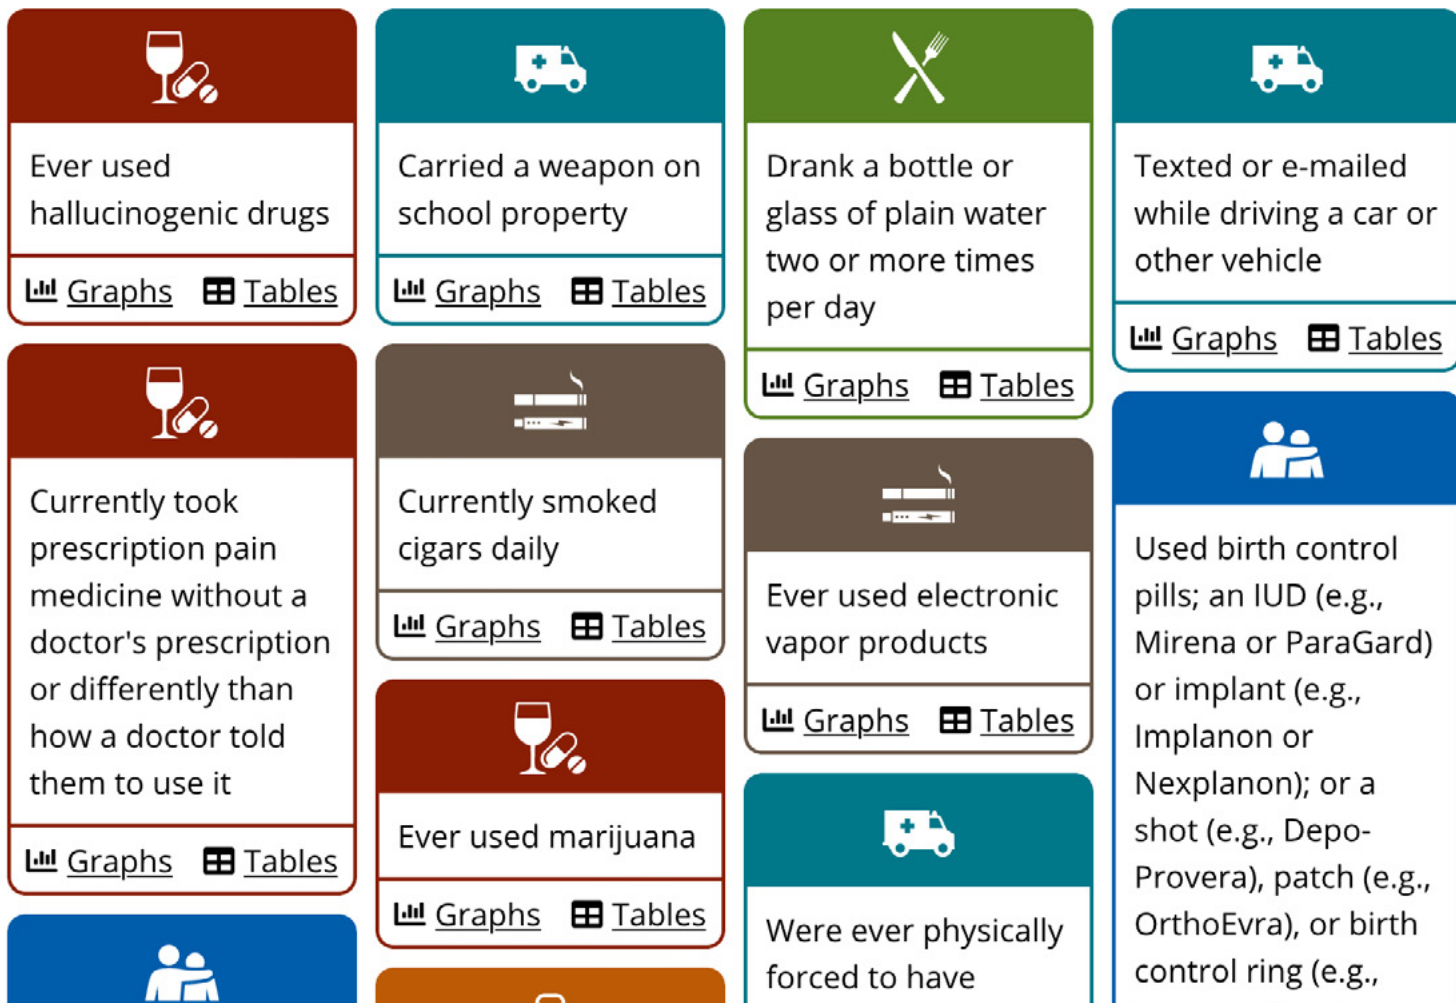 Ever used
hallucinogenic drugs
Graphs Tables
Currently took
prescription pain
medicine without a
doctor's prescription
or differently than
how a doctor told
them to use it
Graphs Tables
Carried a weapon on
school property
Graphs Tables
Currently smoked
cigars daily
Graphs Tables
Ever used marijuana
Graphs Tables
Drank a bottle or
glass of plain water
two or more times
per day
Graphs Tables
Ever used electronic
vapor products
Graphs Tables
Were ever physically
forced to have
Texted or e-mailed
while driving a car or
other vehicle
Graphs Tables
Used birth control
pills; an IUD (e.g.,
Mirena or ParaGard)
or implant (e.g.,
Implanon or
Nexplanon); or a
shot (e.g., Depo-
Provera), patch (e.g.,
OrthoEvra), or birth
control ring (e.g.,